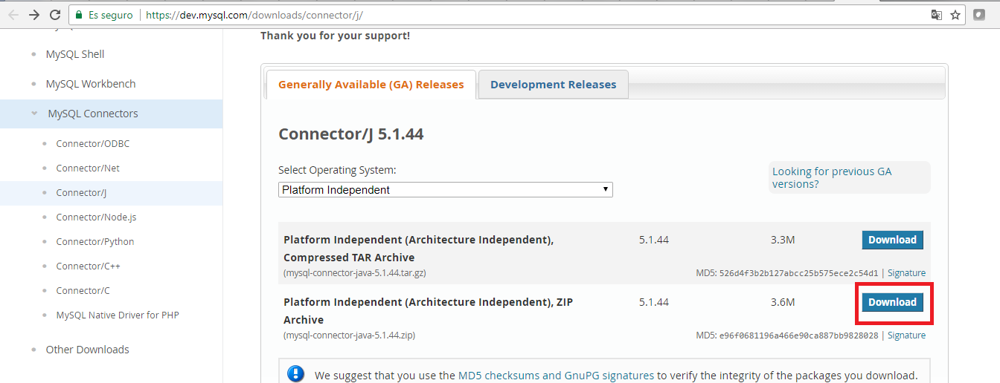 Es seguro | https://dev.mysql.com/downloads/connector/j/
MySQL Shell
MySQL Workbench
MySQL Connectors
Connector/ODBC
Connector/Net
Connector/J
Connector/Node.js
Connector/Python
Connector/C++
Connector/C
MySQL Native Driver for PHP
Other Downloads
Thank you for your support!
Generally Available (GA) Releases
Development Releases
Connector/J 5.1.44
Select Operating System:
Platform Independent
Looking for previous GA
versions?
Platform Independent (Architecture Independent),
Compressed TAR Archive
5.1.44
3.3M
Download
(mysql-connector-java-5.1.44.tar.gz)
MD5: 526d4f3b2b127abcc25b575ece2c54d1 | Signature
Platform Independent (Architecture Independent), ZIP
Archive
5.1.44
3.6M
Download
(mysql-connector-java-5.1.44.zip)
MD5: e96f0681196a466e90ca887bb9828028 | Signature
We suggest that you use the MD5 checksums and GnuPG signatures to verify the integrity of the packages you download.